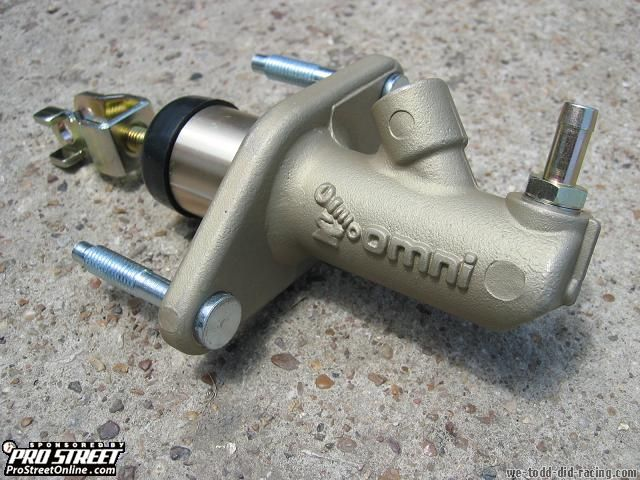 omni
SPONSORED BY
PRO STREET
ProStreetOnline.com
we-todd-did-racing.com